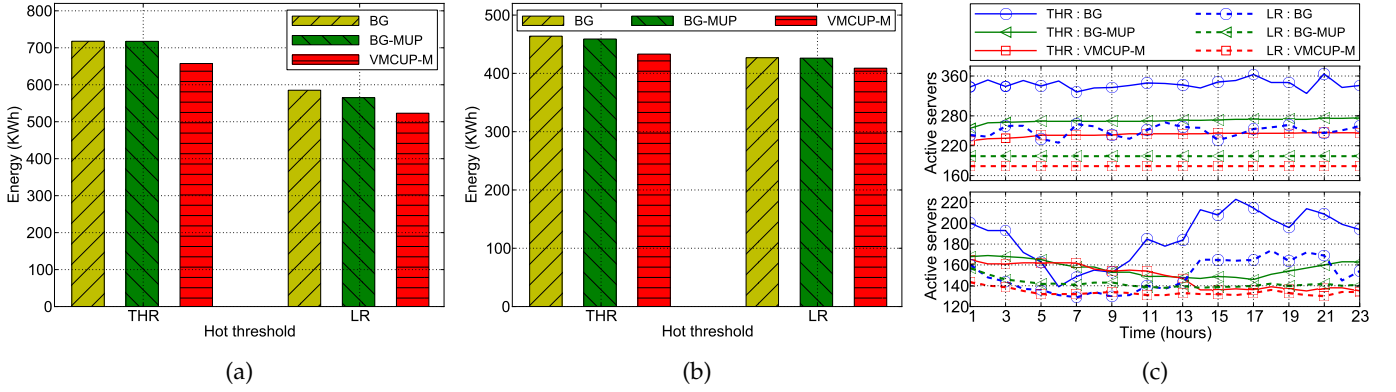 800
700
600
500
400
300
200
100
0
Energy (KWh)
BG
BG-MUP
VMCUP-M
THR
LR
Hot threshold
(a)
500
400
300
200
100
0
Energy (KWh)
BG
BG-MUP
VMCUP-M
THR
LR
Hot threshold
(b)
THR : BG
LR : BG
THR : BG-MUP
LR : BG-MUP
THR : VMCUP-M
LR : VMCUP-M
360
280
220
160
Active servers
220
200
180
160
140
120
Active servers
1 3 5 7 9 11 13 15 17 19 21 23
Time (hours)
(c)